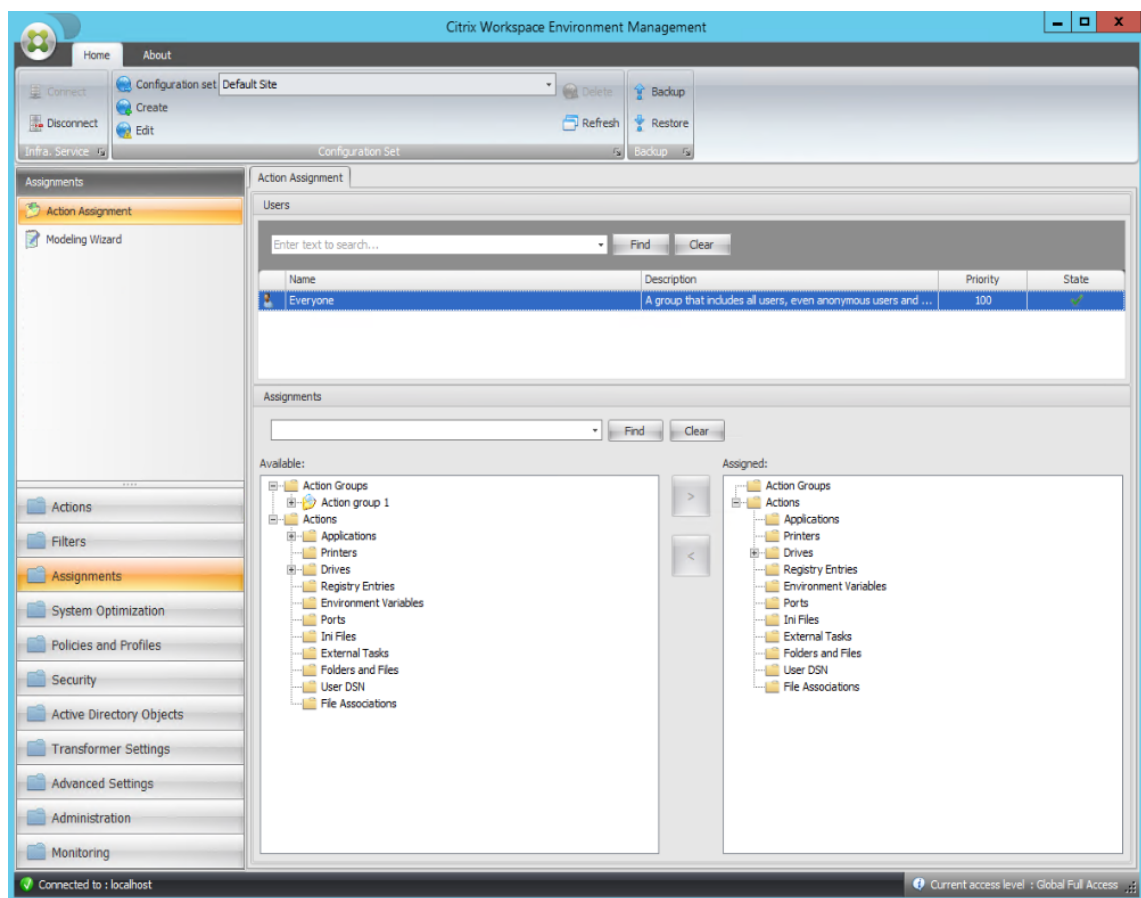 Citrix Workspace Environment Management
Home About
Connect
Configuration set Default Site
Delete
Backup
Create
Disconnect
Edit
Refresh
Restore
Infra. Service
Configuration Set
Backup
Assignments
Action Assignment
Modeling Wizard
Actions
Filters
Assignments
System Optimization
Policies and Profiles
Security
Active Directory Objects
Transformer Settings
Advanced Settings
Administration
Monitoring
Action Assignment
Users
Enter text to search...
Find
Clear
Name Description Priority State
Everyone A group that includes all users, even anonymous users and ... 100
Assignments
Find
Clear
Available:
Action Groups
Action group 1
Actions
Applications
Printers
Drives
Registry Entries
Environment Variables
Ports
Ini Files
External Tasks
Folders and Files
User DSN
File Associations
>
<
Assigned:
Action Groups
Actions
Applications
Printers
Drives
Registry Entries
Environment Variables
Ports
Ini Files
External Tasks
Folders and Files
User DSN
File Associations
Connected to : localhost
Current access level : Global Full Access